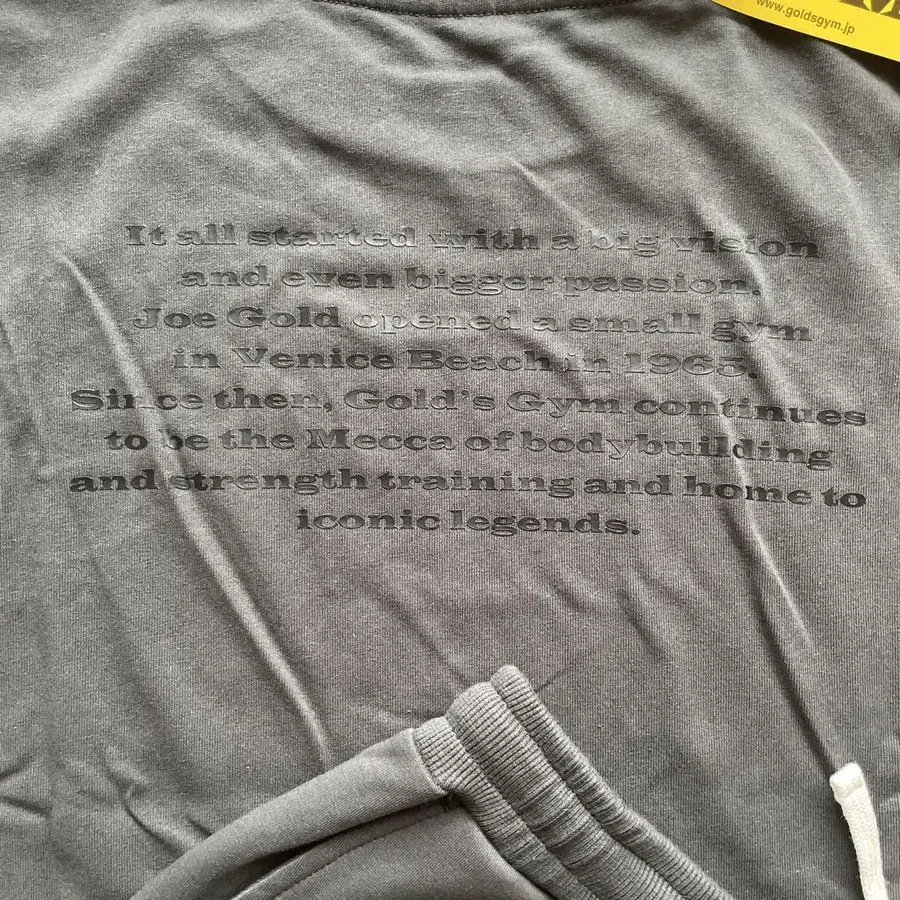 www.goldsgym.jp
It all started with a big vision
and even bigger passion.
Joe Gold opened a small gym
in Venice Beach in 1965.
Since then, Gold's Gym continues
to be the Mecca of bodybuilding
and strength training and home to
iconic legends.